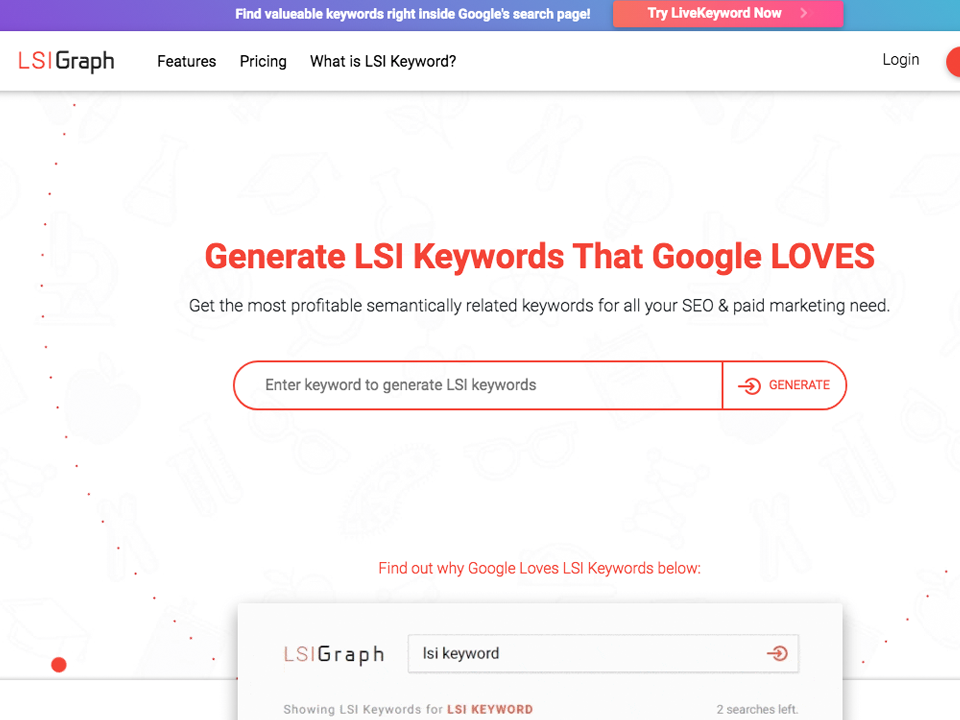 Find valueable keywords right inside Google's search page!
Try LiveKeyword Now
LSIGraph
Features
Pricing
What is LSI Keyword?
Login
Generate LSI Keywords That Google LOVES
Get the most profitable semantically related keywords for all your SEO & paid marketing need.
Enter keyword to generate LSI keywords
GENERATE
Find out why Google Loves LSI Keywords below:
LSIGraph
lsi keyword
Showing LSI Keywords for LSI KEYWORD
2 searches left.